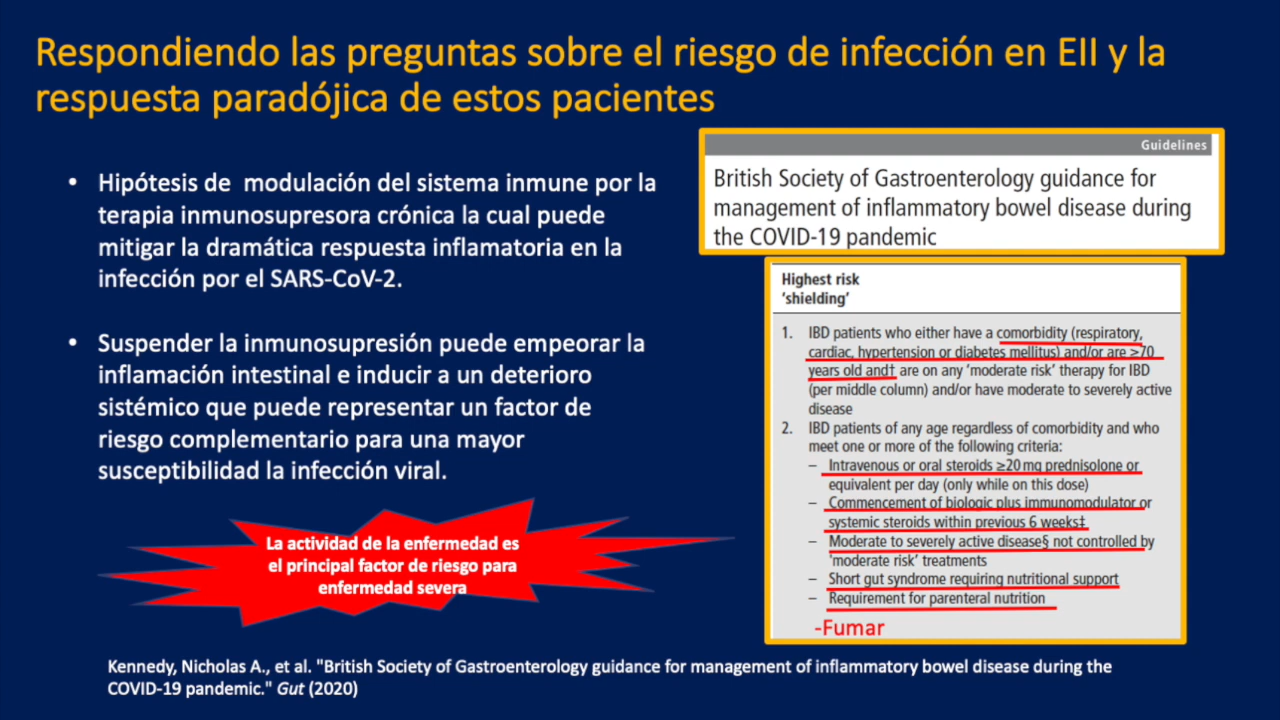 Respondiendo las preguntas sobre el riesgo de infección en EII y la
respuesta paradójica de estos pacientes
• Hipótesis de modulación del sistema inmune por la
terapia inmunosupresora crónica la cual puede
mitigar la dramática respuesta inflamatoria en la
infección por el SARS-CoV-2.
• Suspender la inmunosupresión puede empeorar la
inflamación intestinal e inducir a un deterioro
sistémico que puede representar un factor de
riesgo complementario para una mayor
susceptibilidad la infección viral.
La actividad de la enfermedad es
el principal factor de riesgo para
enfermedad severa
Guidelines
British Society of Gastroenterology guidance for
management of inflammatory bowel disease during
the COVID-19 pandemic
Highest risk
'shielding'
1. IBD patients who either have a comorbidity (respiratory,
cardiac, hypertension or diabetes mellitus) and/or are ≥70
years old and† are on any 'moderate risk' therapy for IBD
(per middle column) and/or have moderate to severely active
disease
2. IBD patients of any age regardless of comorbidity and who
meet one or more of the following criteria:
– Intravenous or oral steroids ≥20 mg prednisolone or
equivalent per day (only while on this dose)
– Commencement of biologic plus immunomodulator or
systemic steroids within previous 6 weeks‡
– Moderate to severely active disease§ not controlled by
'moderate risk' treatments
– Short gut syndrome requiring nutritional support
– Requirement for parenteral nutrition
-Fumar
Kennedy, Nicholas A., et al. "British Society of Gastroenterology guidance for management of inflammatory bowel disease during the
COVID-19 pandemic." Gut (2020)